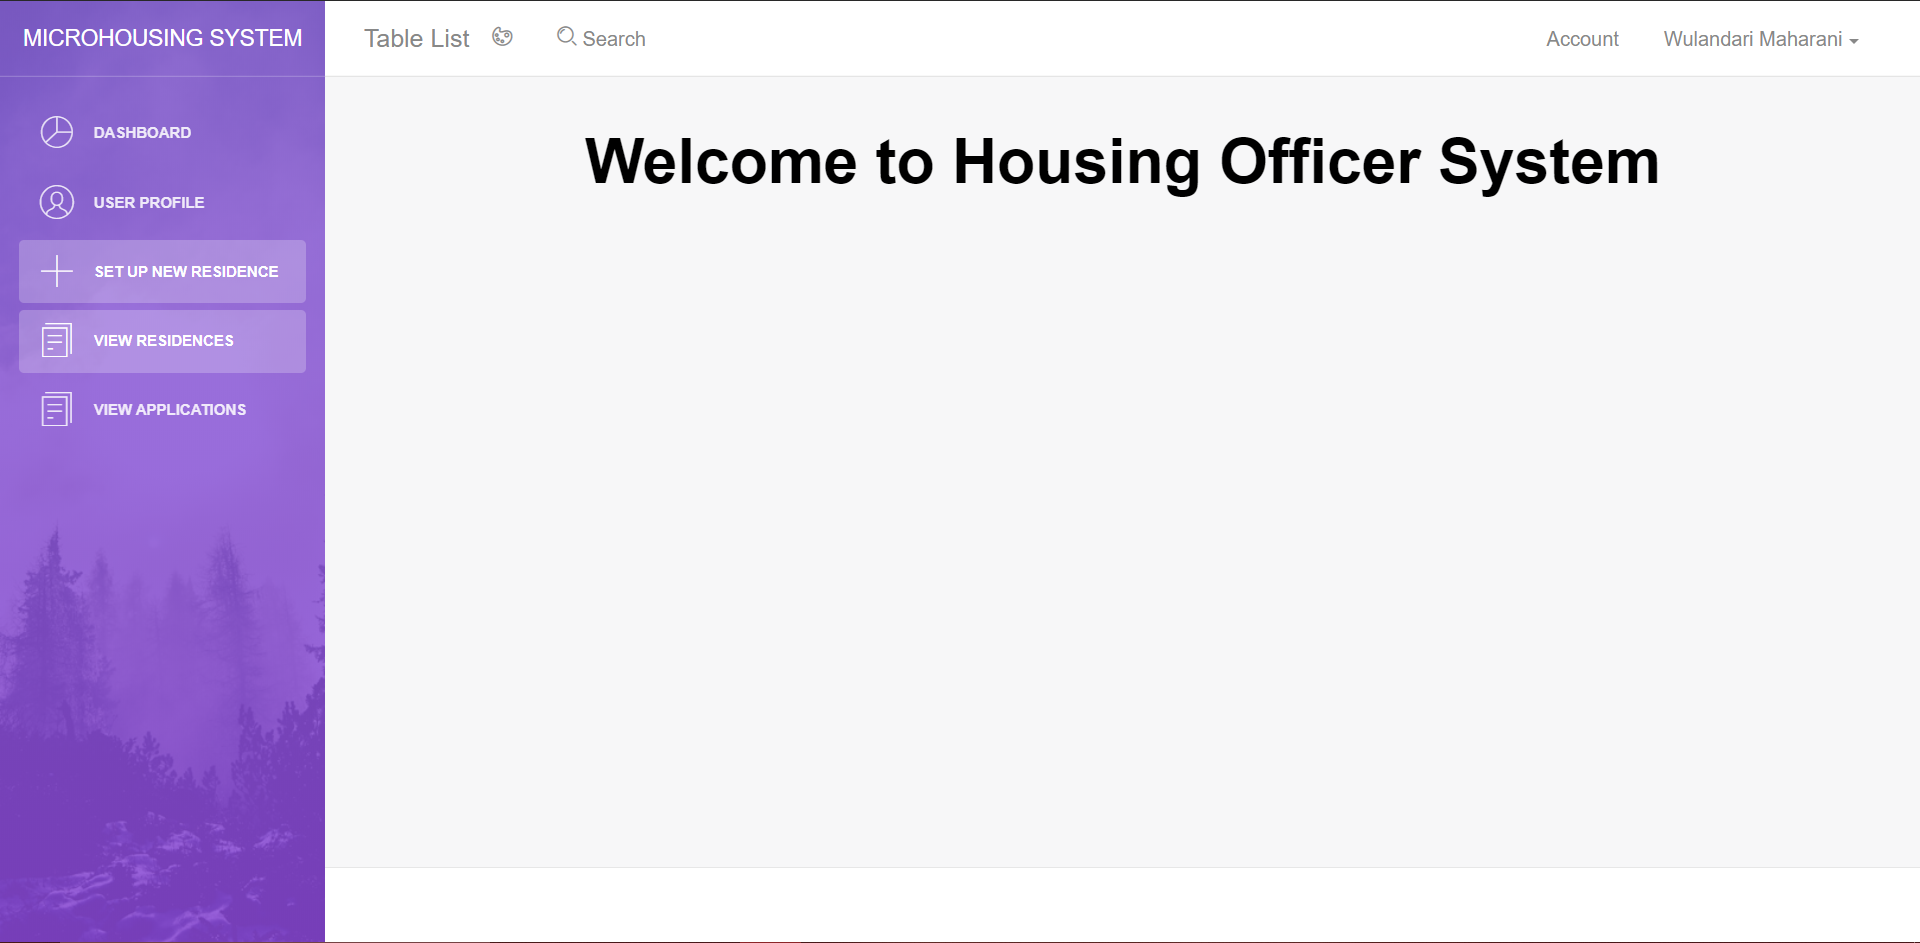 MICROHOUSING SYSTEM
Table List
Search
Account
Wulandari Maharani
DASHBOARD
USER PROFILE
SET UP NEW RESIDENCE
VIEW RESIDENCES
VIEW APPLICATIONS
Welcome to Housing Officer System